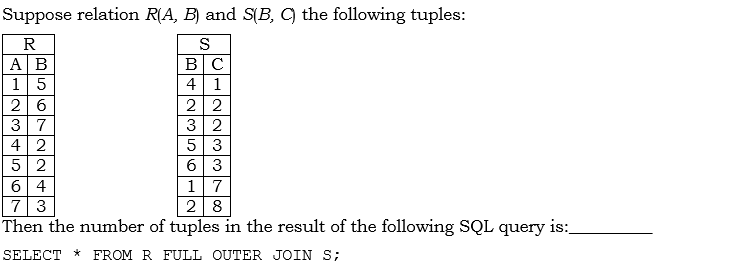 Suppose relation R(A, B) and S(B, C) the following tuples:
R S
A B B C
1 5 4 1
2 6 2 2
3 7 3 2
4 2 5 3
5 2 6 3
6 4 1 7
7 3 2 8
Then the number of tuples in the result of the following SQL query is:__________
SELECT * FROM R FULL OUTER JOIN S;